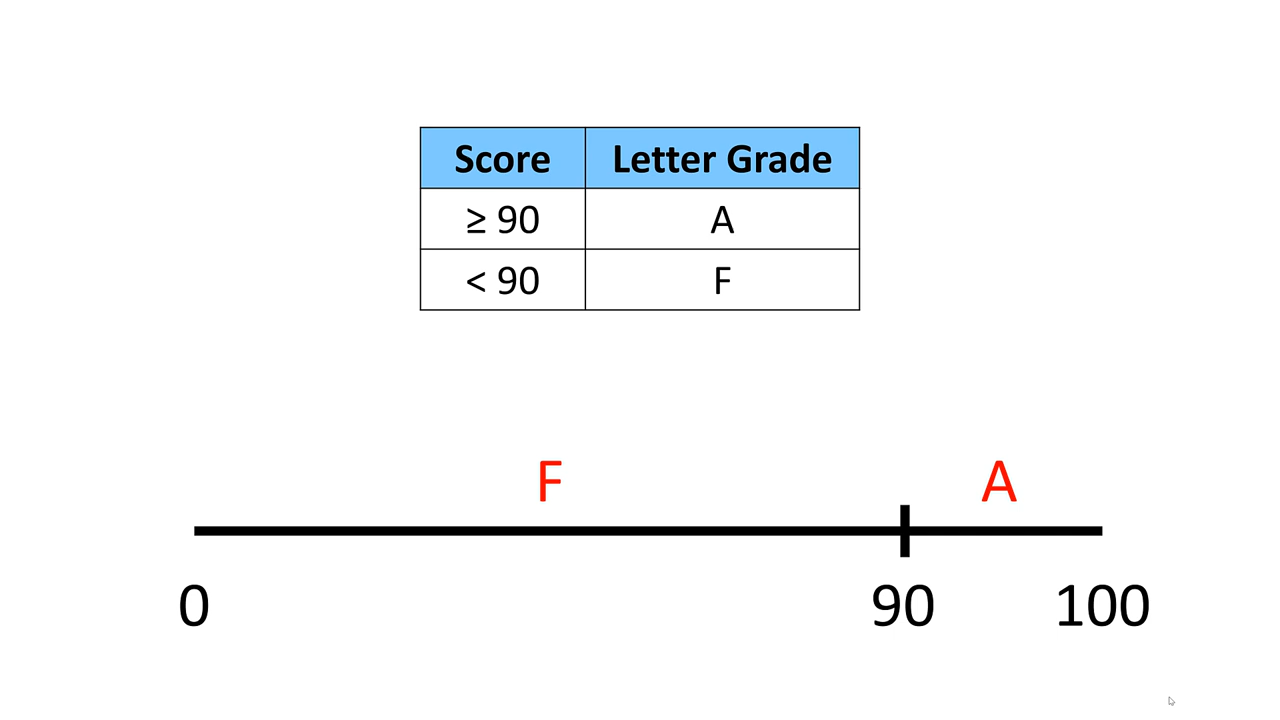 Score Letter Grade
≥ 90 A
< 90 F
F A
0 90 100